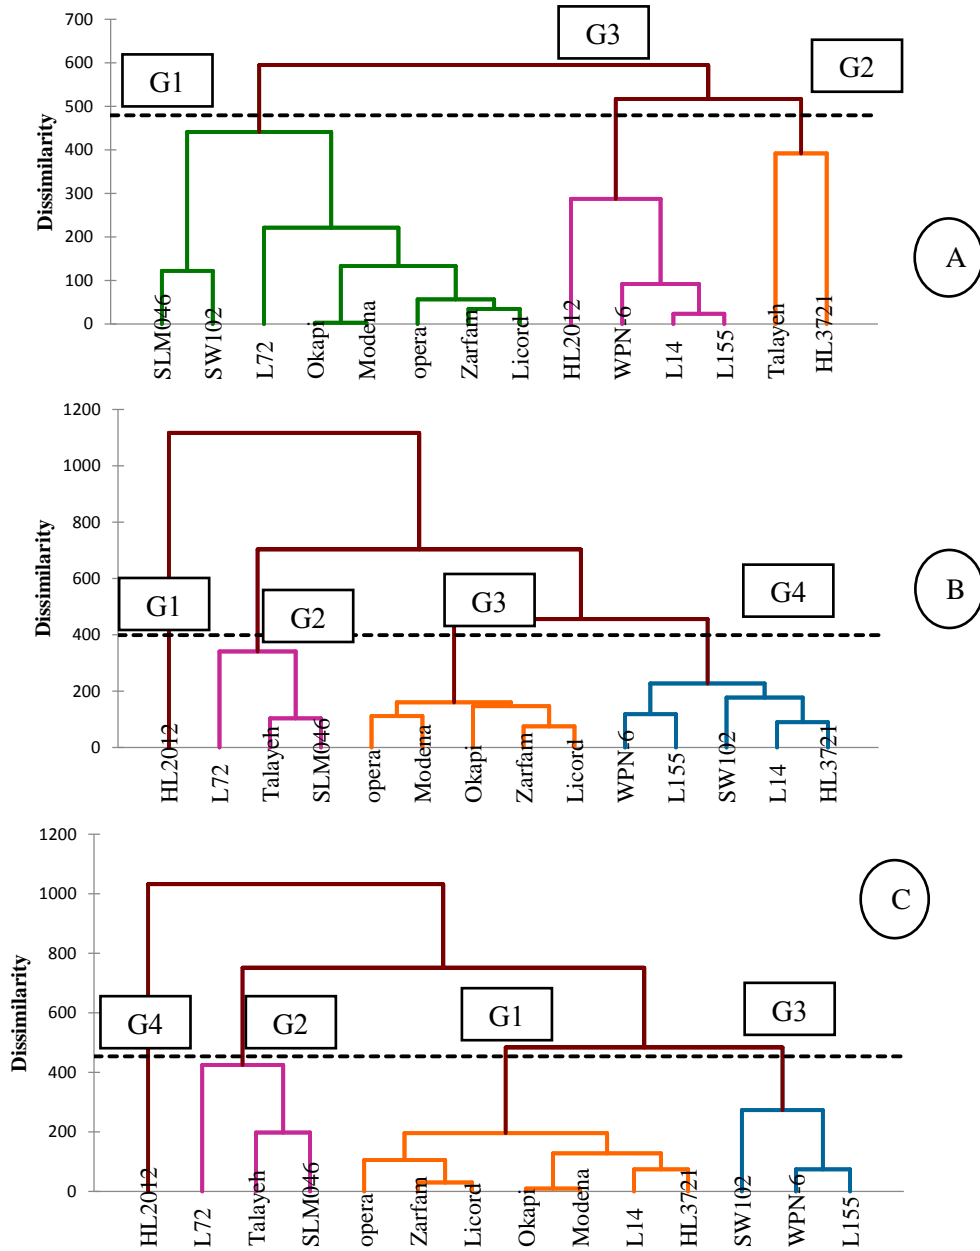 700
600
500
400
300
200
100
0
Dissimilarity
G1
G3
G2
A
SLM046
SW102
L72
Okapi
Modena
opera
Zarfam
Licord
HL2012
WPN-6
L14
L155
Talayeh
HL3721
1200
1000
800
600
400
200
0
Dissimilarity
G1
G2
G3
G4
B
HL2012
L72
Talayeh
SLM046
opera
Modena
Okapi
Zarfam
Licord
WPN-6
L155
SW102
L14
HL3721
1200
1000
800
600
400
200
0
Dissimilarity
G4
G2
G1
G3
C
HL2012
L72
Talayeh
SLM046
opera
Zarfam
Licord
Okapi
Modena
L14
HL3721
SW102
WPN-6
L155